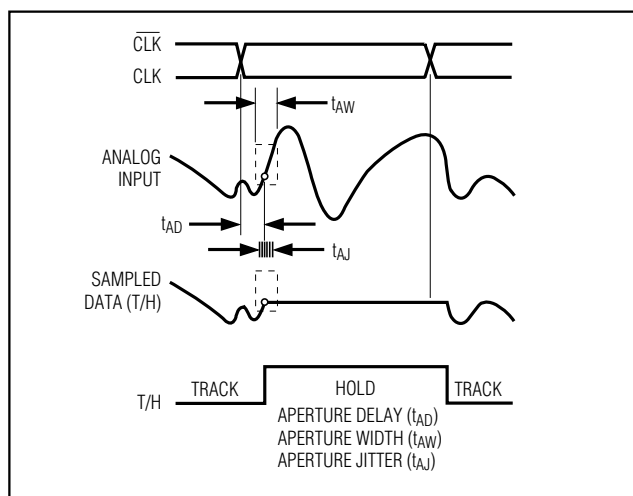 C̅L̅K̅
CLK
tAW
ANALOG
INPUT
tAD
tAJ
SAMPLED
DATA (T/H)
TRACK
HOLD
TRACK
T/H
APERTURE DELAY (tAD)
APERTURE WIDTH (tAW)
APERTURE JITTER (tAJ)